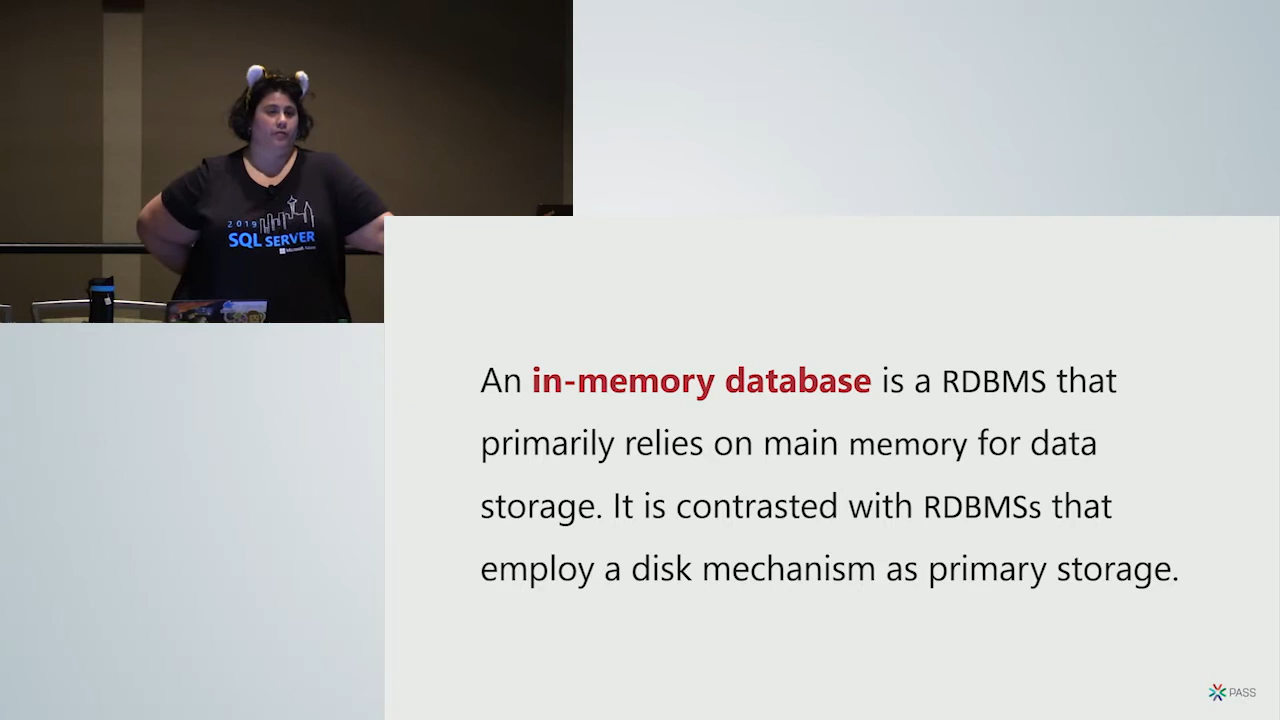 2019
SQL SERVER
Microsoft
An in-memory database is a RDBMS that
primarily relies on main memory for data
storage. It is contrasted with RDBMSs that
employ a disk mechanism as primary storage.
PASS